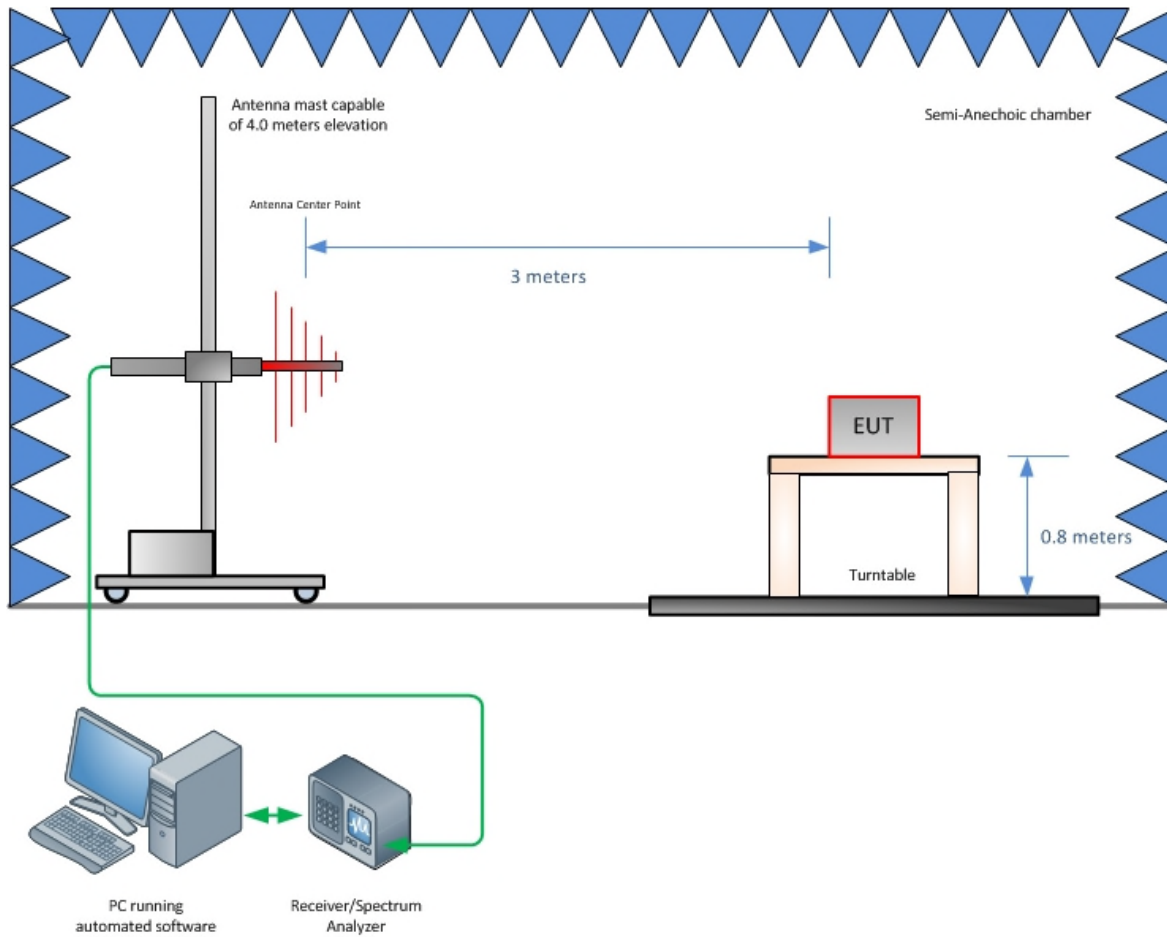 Antenna mast capable
of 4.0 meters elevation
Semi-Anechoic chamber
Antenna Center Point
3 meters
EUT
0.8 meters
Turntable
PC running
automated software
Receiver/Spectrum
Analyzer